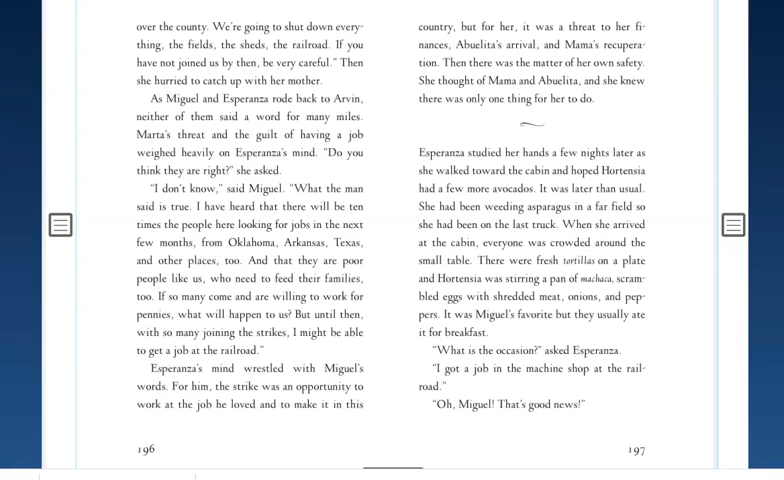 over the county. We're going to shut down every-
thing, the fields, the sheds, the railroad. If you
have not joined us by then, be very careful." Then
she hurried to catch up with her mother.
As Miguel and Esperanza rode back to Arvin,
neither of them said a word for many miles.
Marta's threat and the guilt of having a job
weighed heavily on Esperanza's mind. "Do you
think they are right?" she asked.
"I don't know," said Miguel. "What the man
said is true. I have heard that there will be ten
times the people here looking for jobs in the next
few months, from Oklahoma, Arkansas, Texas,
and other places, too. And that they are poor
people like us, who need to feed their families,
too. If so many come and are willing to work for
pennies, what will happen to us? But until then,
with so many joining the strikes, I might be able
to get a job at the railroad."
Esperanza's mind wrestled with Miguel's
words. For him, the strike was an opportunity to
work at the job he loved and to make it in this
196
country, but for her, it was a threat to her fi-
nances, Abuelita's arrival, and Mama's recupera-
tion. Then there was the matter of her own safety.
She thought of Mama and Abuelita, and she knew
there was only one thing for her to do.
Esperanza studied her hands a few nights later as
she walked toward the cabin and hoped Hortensia
had a few more avocados. It was later than usual.
She had been weeding asparagus in a far field so
she had been on the last truck. When she arrived
at the cabin, everyone was crowded around the
small table. There were fresh tortillas on a plate
and Hortensia was stirring a pan of machaca, scram-
bled eggs with shredded meat, onions, and pep-
pers. It was Miguel's favorite but they usually ate
it for breakfast.
"What is the occasion?" asked Esperanza.
"I got a job in the machine shop at the rail-
road."
"Oh, Miguel! That's good news!"
197